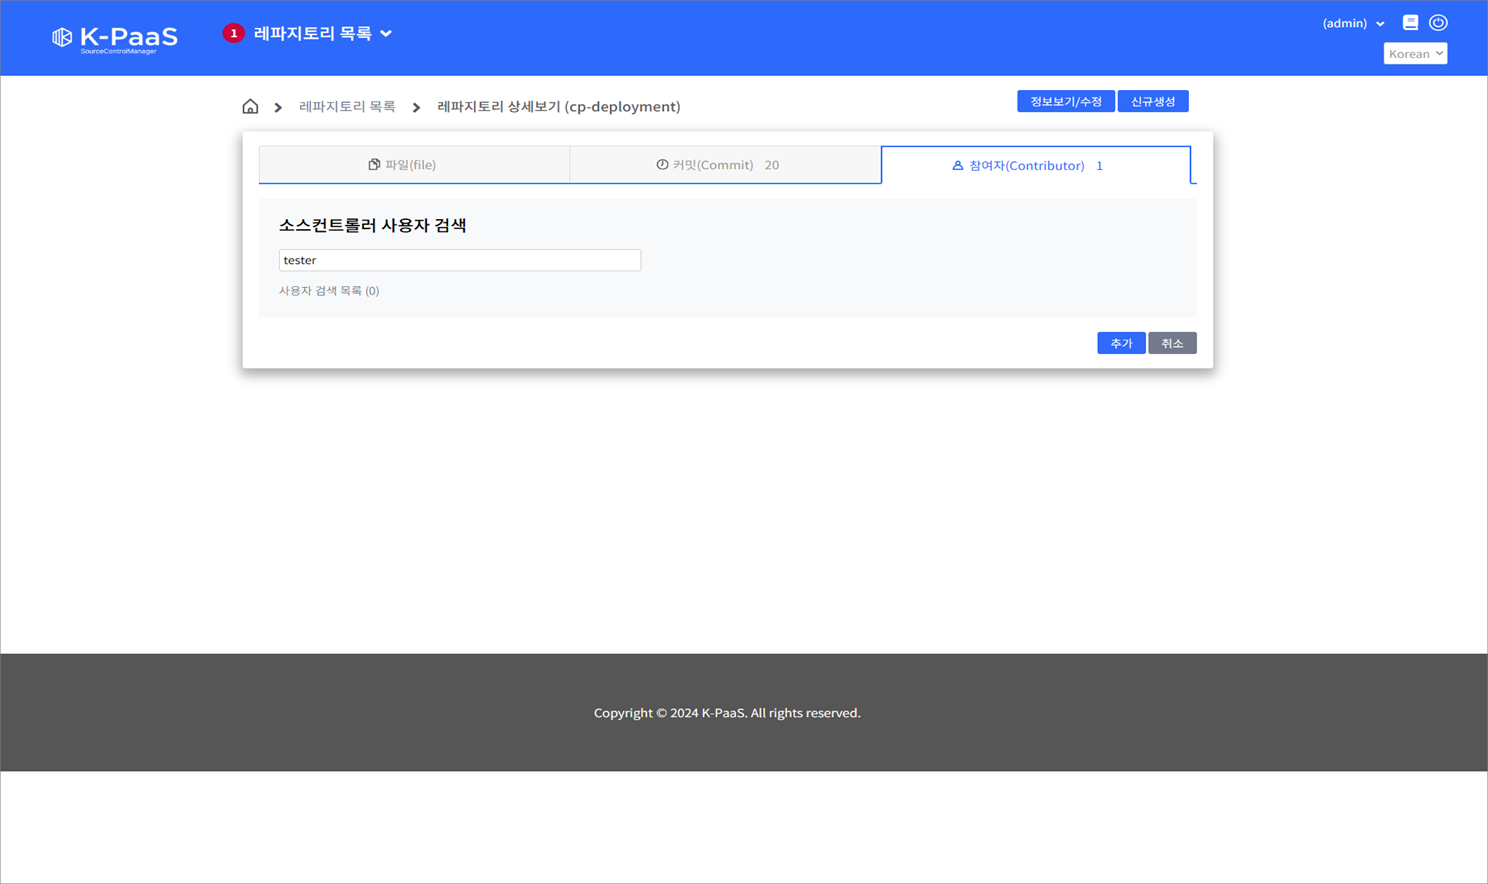 K-PaaS
SourceControlManager
1 레파지토리 목록
(admin)
Korean
레파지토리 목록 레파지토리 상세보기 (cp-deployment)
정보보기/수정 신규생성
파일(file) 커밋(Commit) 20 참여자(Contributor) 1
소스컨트롤러 사용자 검색
tester
사용자 검색 목록 (0)
추가 취소
Copyright © 2024 K-PaaS. All rights reserved.